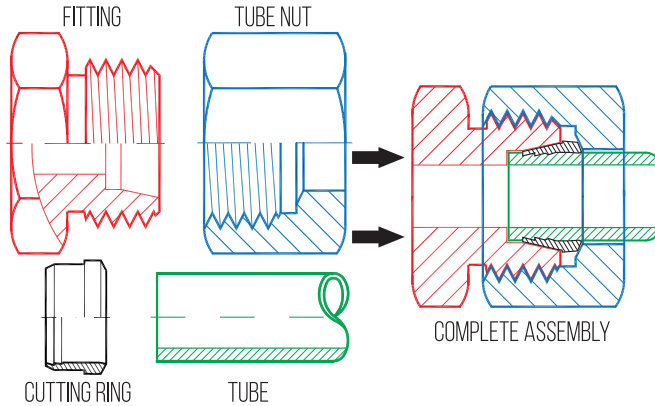 FITTING
TUBE NUT
CUTTING RING
TUBE
COMPLETE ASSEMBLY